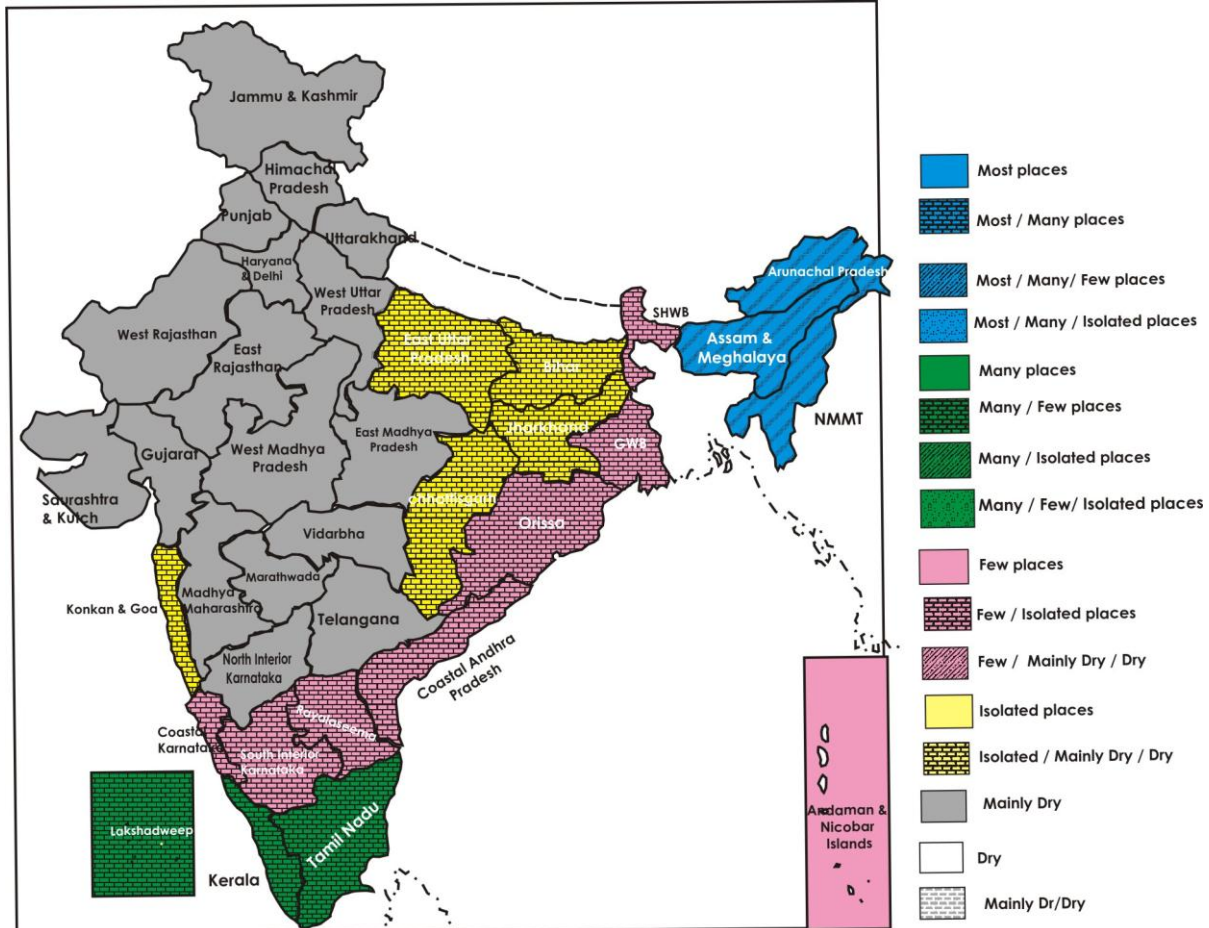 Jammu & Kashmir
Himachal
Pradesh
Punjab
Uttarakhand
Haryana
& Delhi
West Uttar
Pradesh
West Rajasthan
East
Rajasthan
East Uttar
Pradesh
Bihar
SHWB
Arunachal Pradesh
Assam &
Meghalaya
NMMT
Jharkhand
GWB
Gujarat
West Madhya
Pradesh
East Madhya
Pradesh
Saurashtra
& Kutch
Chhattisgarh
Orissa
Vidarbha
Marathwada
Madhya
Maharashtra
Konkan & Goa
Telangana
North Interior
Karnataka
Coastal Andhra
Pradesh
Rayalaseema
Coastal
Karnataka
South Interior
Karnataka
Lakshadweep
Kerala
Tamil Nadu
Andaman &
Nicobar
Islands
Most places
Most / Many places
Most / Many/ Few places
Most / Many / Isolated places
Many places
Many / Few places
Many / Isolated places
Many / Few/ Isolated places
Few places
Few / Isolated places
Few / Mainly Dry / Dry
Isolated places
Isolated / Mainly Dry / Dry
Mainly Dry
Dry
Mainly Dr/Dry